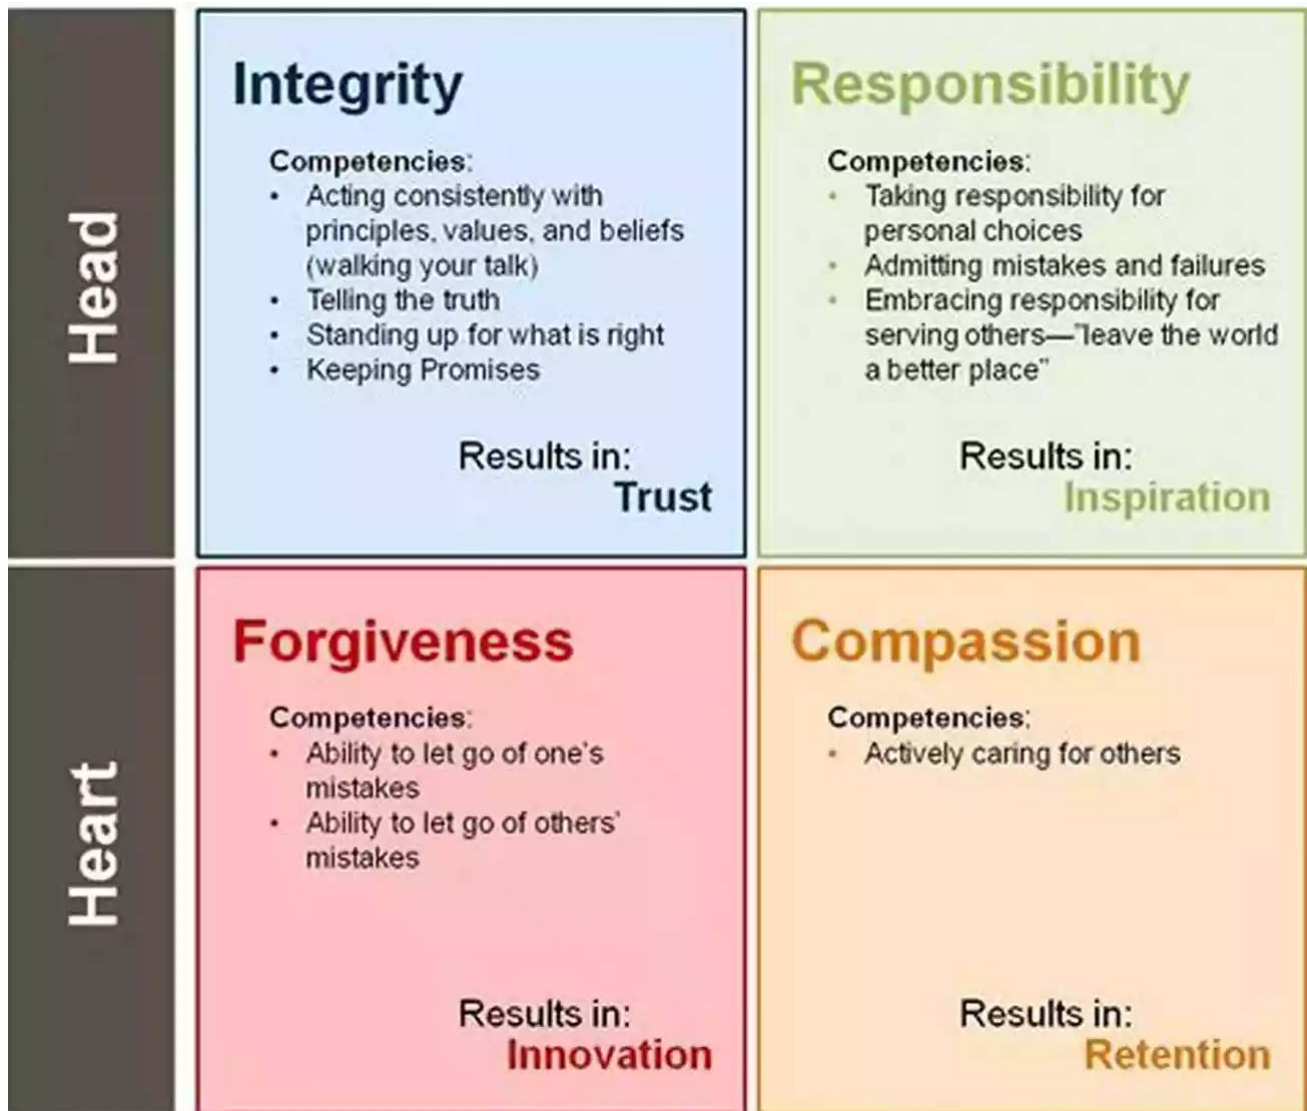 Head
Integrity
Competencies:
• Acting consistently with
principles, values, and beliefs
(walking your talk)
• Telling the truth
• Standing up for what is right
• Keeping Promises
Results in:
Trust
Responsibility
Competencies:
• Taking responsibility for
personal choices
• Admitting mistakes and failures
• Embracing responsibility for
serving others—"leave the world
a better place"
Results in:
Inspiration
Heart
Forgiveness
Competencies:
• Ability to let go of one's
mistakes
• Ability to let go of others'
mistakes
Results in:
Innovation
Compassion
Competencies:
• Actively caring for others
Results in:
Retention